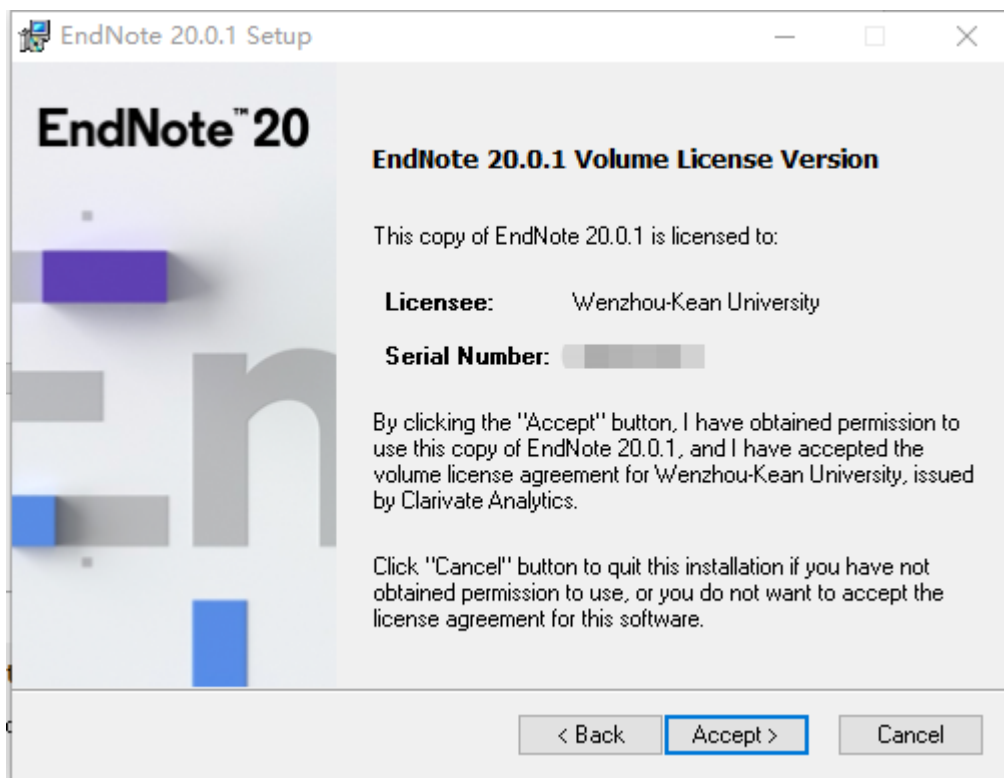 EndNote 20.0.1 Setup
EndNote™20
EndNote 20.0.1 Volume License Version
This copy of EndNote 20.0.1 is licensed to:
Licensee: Wenzhou-Kean University
Serial Number:
By clicking the "Accept" button, I have obtained permission to
use this copy of EndNote 20.0.1, and I have accepted the
volume license agreement for Wenzhou-Kean University, issued
by Clarivate Analytics.
Click "Cancel" button to quit this installation if you have not
obtained permission to use, or you do not want to accept the
license agreement for this software.
< Back Accept > Cancel